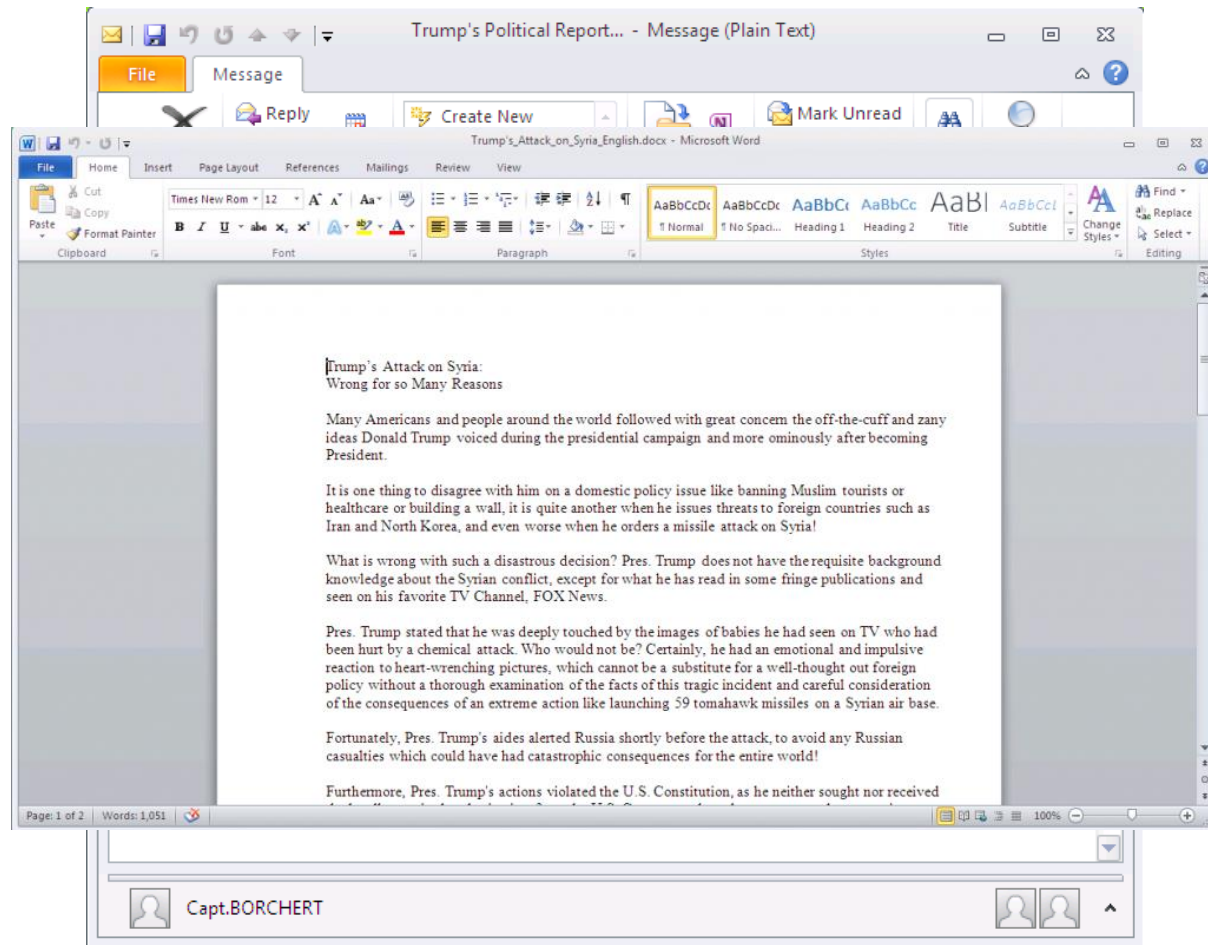 Trump's Political Report... - Message (Plain Text)
File Message
Reply Create New Mark Unread
Trump's_Attack_on_Syria_English.docx - Microsoft Word
File Home Insert Page Layout References Mailings Review View
Paste Cut Copy Format Painter
Times New Rom 12
AaBbCcDc AaBbCcDc AaBbCc AaBbCc AaBl AaBbCcL
¶ Normal ¶ No Spaci... Heading 1 Heading 2 Title Subtitle
Change Styles
Find Replace Select
Clipboard Font Paragraph Styles Editing
Trump's Attack on Syria:
Wrong for so Many Reasons
Many Americans and people around the world followed with great concern the off-the-cuff and zany
ideas Donald Trump voiced during the presidential campaign and more ominously after becoming
President.
It is one thing to disagree with him on a domestic policy issue like banning Muslim tourists or
healthcare or building a wall, it is quite another when he issues threats to foreign countries such as
Iran and North Korea, and even worse when he orders a missile attack on Syria!
What is wrong with such a disastrous decision? Pres. Trump does not have the requisite background
knowledge about the Syrian conflict, except for what he has read in some fringe publications and
seen on his favorite TV Channel, FOX News.
Pres. Trump stated that he was deeply touched by the images of babies he had seen on TV who had
been hurt by a chemical attack. Who would not be? Certainly, he had an emotional and impulsive
reaction to heart-wrenching pictures, which cannot be a substitute for a well-thought out foreign
policy without a thorough examination of the facts of this tragic incident and careful consideration
of the consequences of an extreme action like launching 59 tomahawk missiles on a Syrian air base.
Fortunately, Pres. Trump's aides alerted Russia shortly before the attack, to avoid any Russian
casualties which could have had catastrophic consequences for the entire world!
Furthermore, Pres. Trump's actions violated the U.S. Constitution, as he neither sought nor received
Page: 1 of 2 Words: 1,051 100%
Capt.BORCHERT